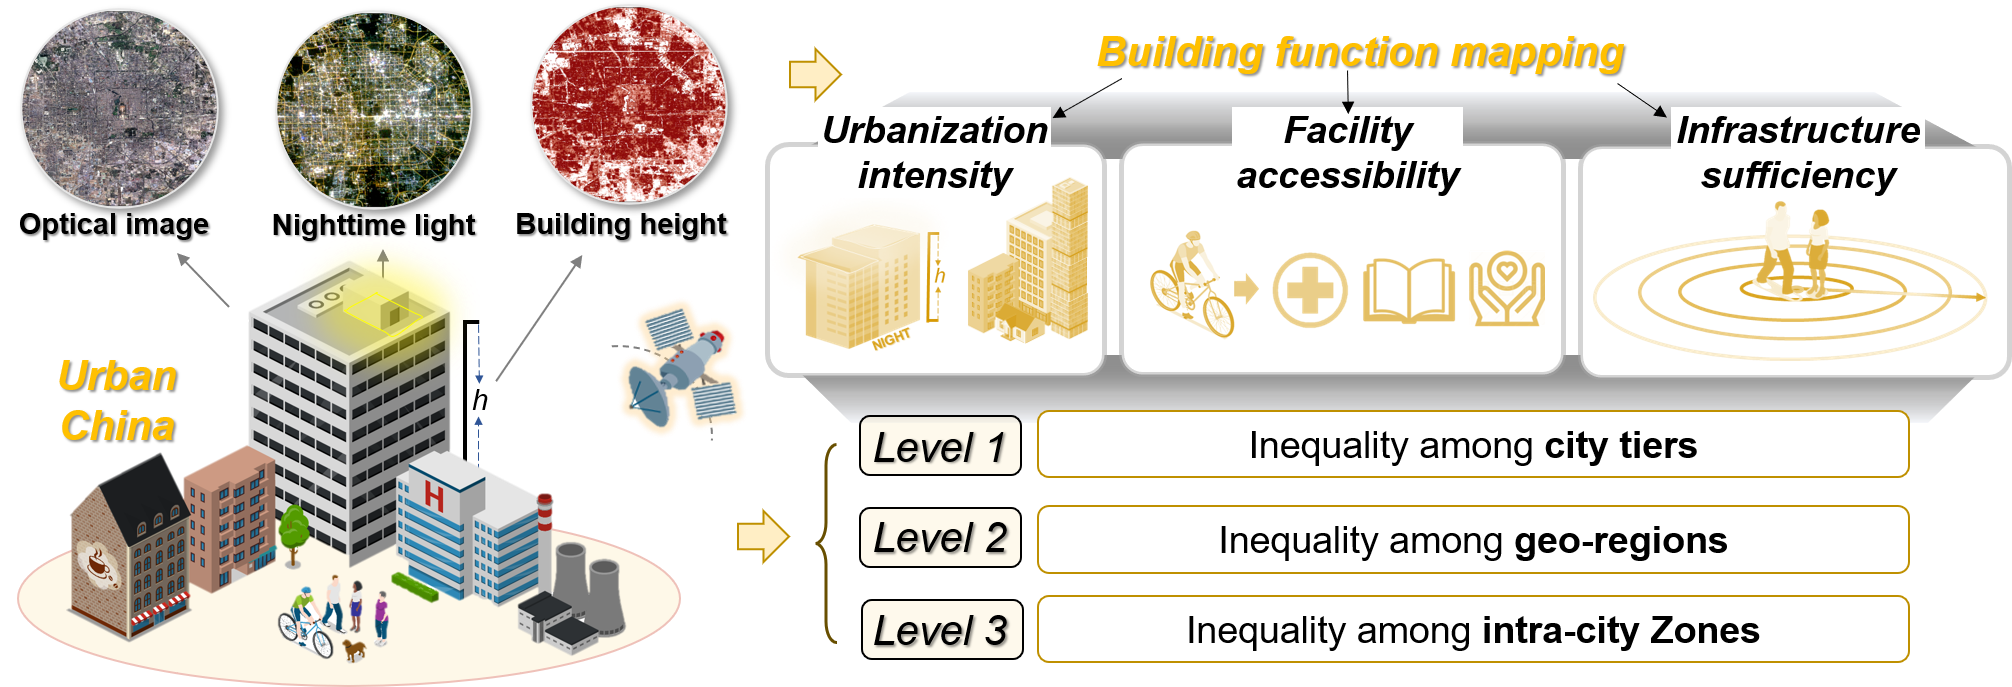 Optical image
Nighttime light
Building height
Urban
China
h
H
Building function mapping
Urbanization
intensity
h
NIGHT
Facility
accessibility
Infrastructure
sufficiency
Level 1
Inequality among city tiers
Level 2
Inequality among geo-regions
Level 3
Inequality among intra-city Zones